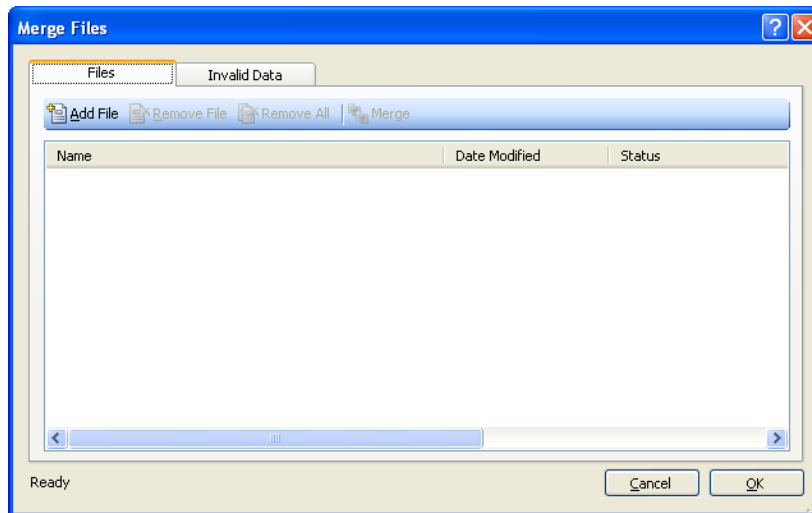 Merge Files
Files Invalid Data
Add File Remove File Remove All Merge
Name Date Modified Status
Ready Cancel OK